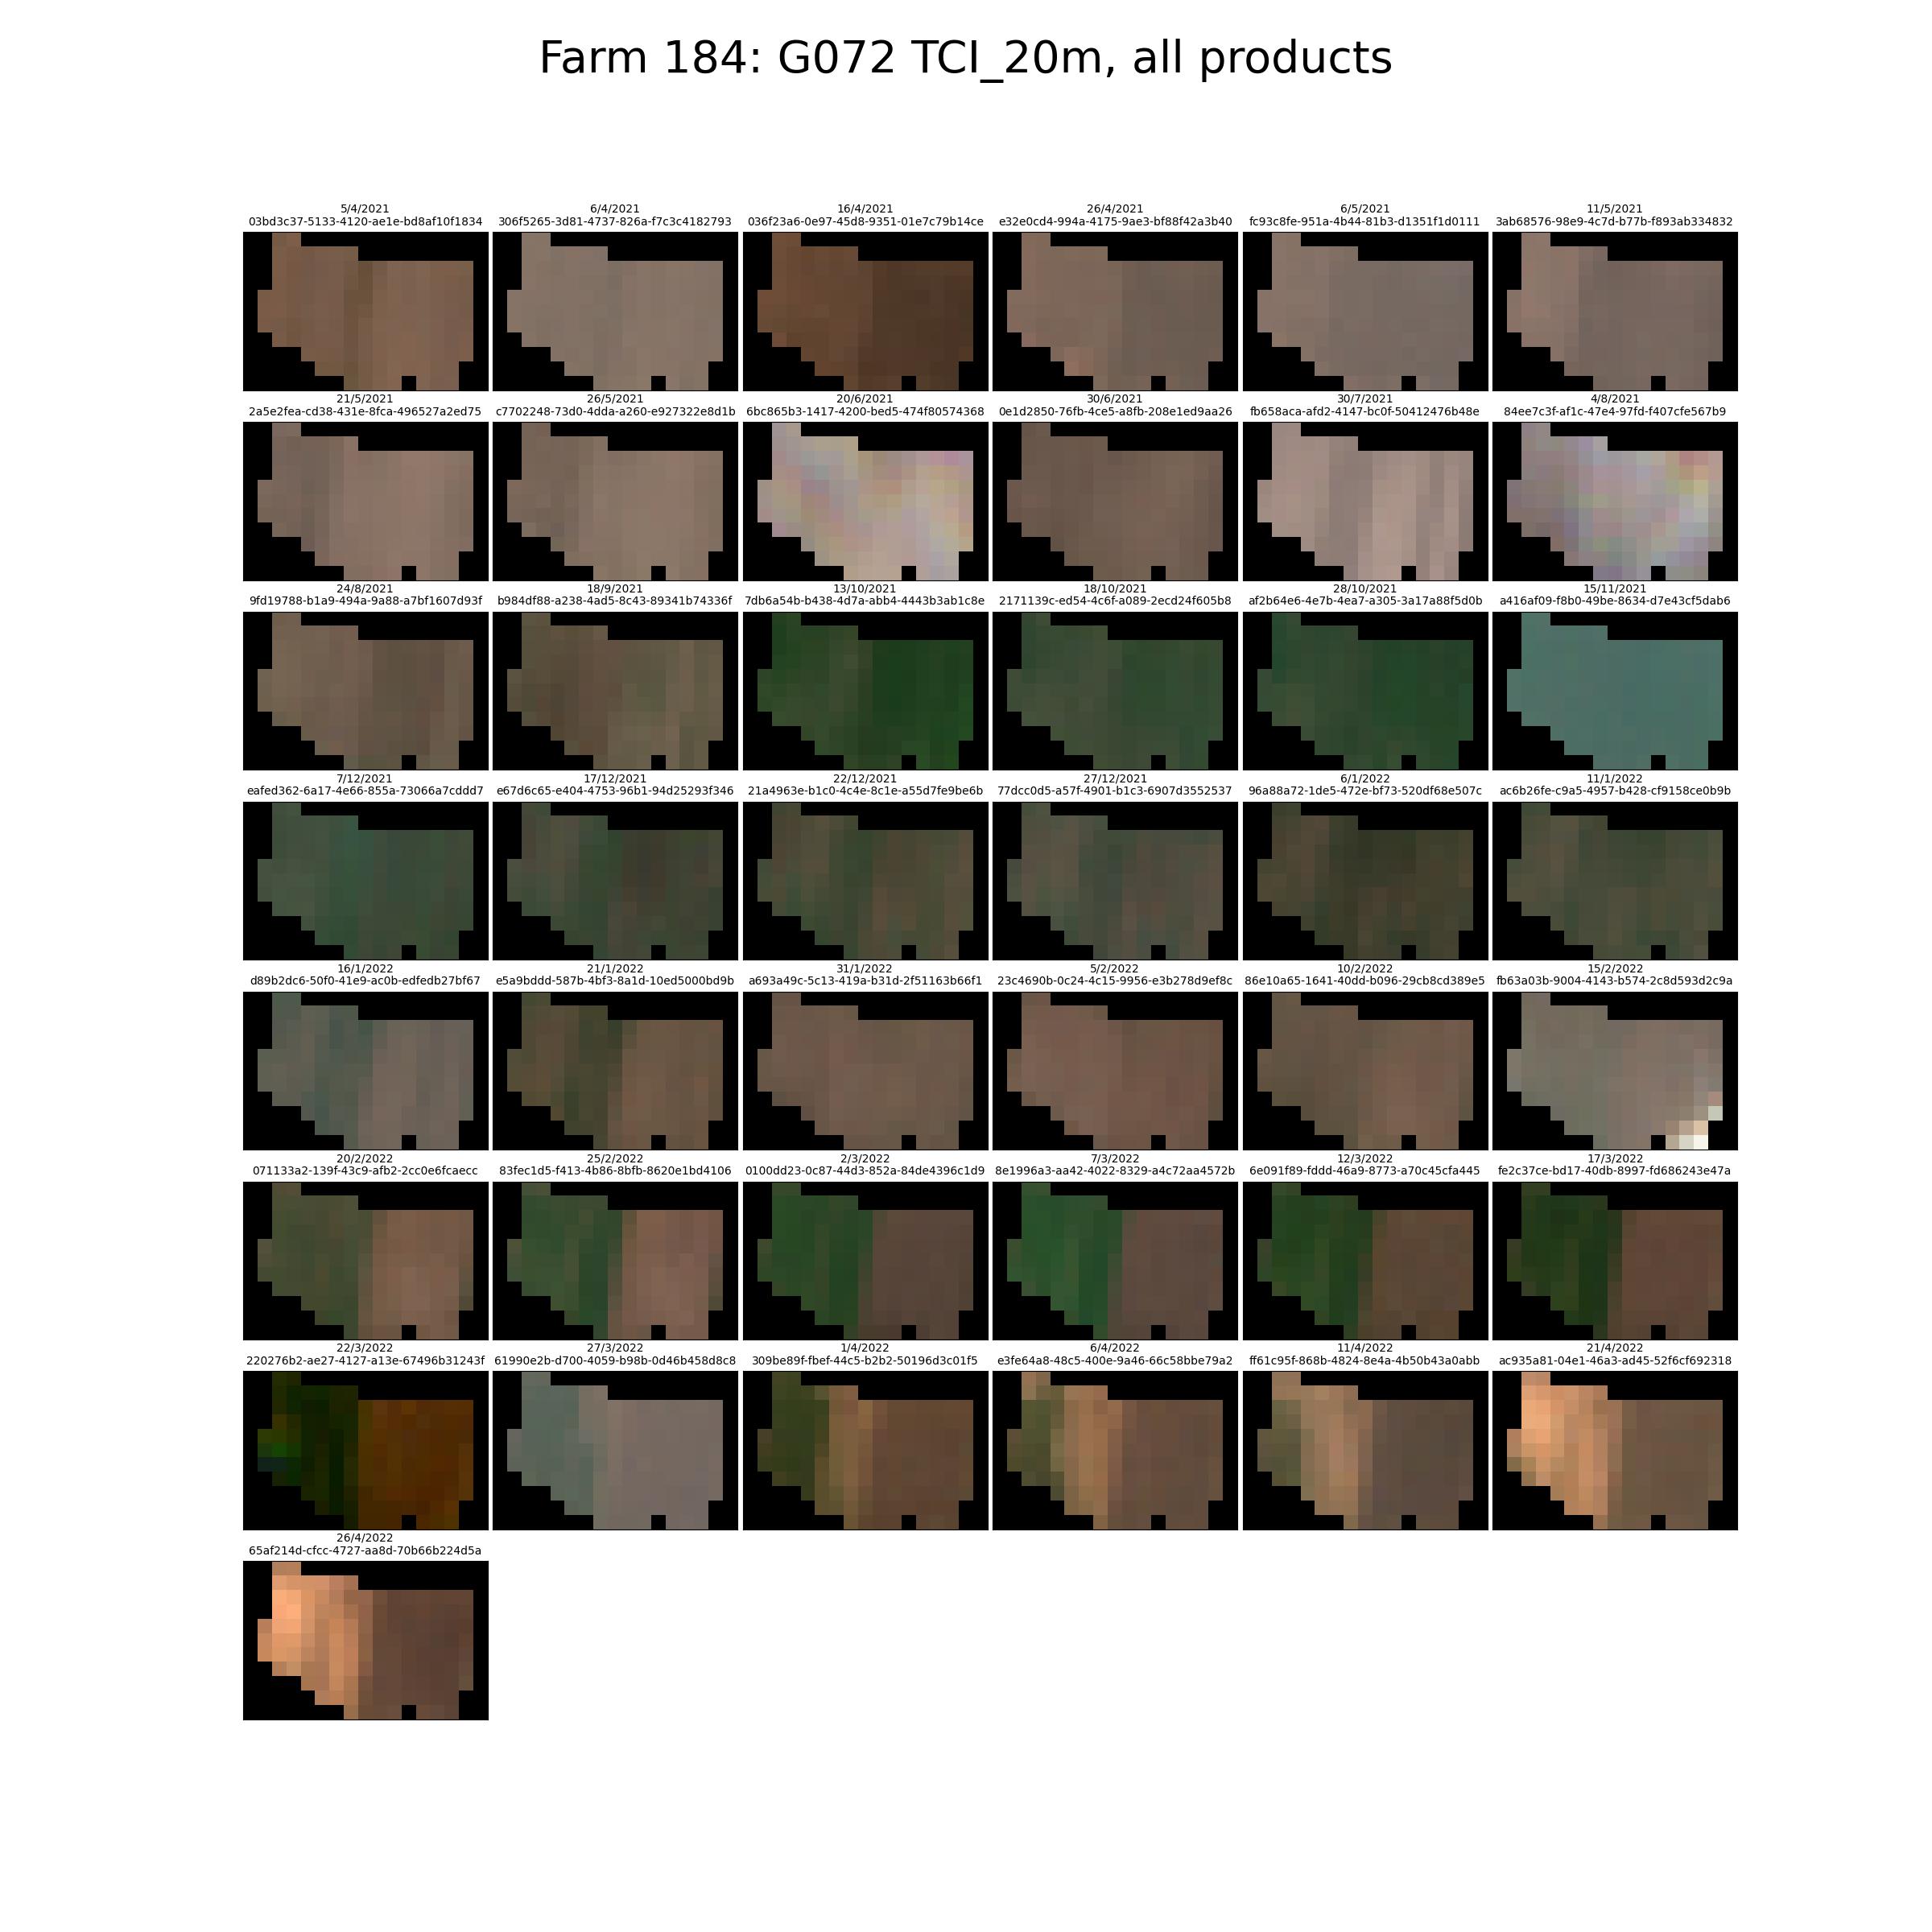 Farm 184: G072 TCI_20m, all products
5/4/2021
03bd3c37-5133-4120-ae1e-bd8af10f1834
6/4/2021
306f5265-3d81-4737-826a-f7c3c4182793
16/4/2021
036f23a6-0e97-45d8-9351-01e7c79b14ce
26/4/2021
e32e0cd4-994a-4175-9ae3-bf88f42a3b40
6/5/2021
fc93c8fe-951a-4b44-81b3-d1351f1d0111
11/5/2021
3ab68576-98e9-4c7d-b77b-f893ab334832
21/5/2021
2a5e2fea-cd38-431e-8fca-496527a2ed75
26/5/2021
c7702248-73d0-4dda-a260-e927322e8d1b
20/6/2021
6bc865b3-1417-4200-bed5-474f80574368
30/6/2021
0e1d2850-76fb-4ce5-a8fb-208e1ed9aa26
30/7/2021
fb658aca-afd2-4147-bc0f-50412476b48e
4/8/2021
84ee7c3f-af1c-47e4-97fd-f407cfe567b9
24/8/2021
9fd19788-b1a9-494a-9a88-a7bf1607d93f
18/9/2021
b984df88-a238-4ad5-8c43-89341b74336f
13/10/2021
7db6a54b-b438-4d7a-abb4-4443b3ab1c8e
18/10/2021
2171139c-ed54-4c6f-a089-2ecd24f605b8
28/10/2021
af2b64e6-4e7b-4ea7-a305-3a17a88f5d0b
15/11/2021
a416af09-f8b0-49be-8634-d7e43cf5dab6
7/12/2021
eafed362-6a17-4e66-855a-73066a7cddd7
17/12/2021
e67d6c65-e404-4753-96b1-94d25293f346
22/12/2021
21a4963e-b1c0-4c4e-8c1e-a55d7fe9be6b
27/12/2021
77dcc0d5-a57f-4901-b1c3-6907d3552537
6/1/2022
96a88a72-1de5-472e-bf73-520df68e507c
11/1/2022
ac6b26fe-c9a5-4957-b428-cf9158ce0b9b
16/1/2022
d89b2dc6-50f0-41e9-ac0b-edfedb27bf67
21/1/2022
e5a9bddd-587b-4bf3-8a1d-10ed5000bd9b
31/1/2022
a693a49c-5c13-419a-b31d-2f51163b66f1
5/2/2022
23c4690b-0c24-4c15-9956-e3b278d9ef8c
10/2/2022
86e10a65-1641-40dd-b096-29cb8cd389e5
15/2/2022
fb63a03b-9004-4143-b574-2c8d593d2c9a
20/2/2022
071133a2-139f-43c9-afb2-2cc0e6fcaecc
25/2/2022
83fec1d5-f413-4b86-8bfb-8620e1bd4106
2/3/2022
0100dd23-0c87-44d3-852a-84de4396c1d9
7/3/2022
8e1996a3-aa42-4022-8329-a4c72aa4572b
12/3/2022
6e091f89-fddd-46a9-8773-a70c45cfa445
17/3/2022
fe2c37ce-bd17-40db-8997-fd686243e47a
22/3/2022
220276b2-ae27-4127-a13e-67496b31243f
27/3/2022
61990e2b-d700-4059-b98b-0d46b458d8c8
1/4/2022
309be89f-fbef-44c5-b2b2-50196d3c01f5
6/4/2022
e3fe64a8-48c5-400e-9a46-66c58bbe79a2
11/4/2022
ff61c95f-868b-4824-8e4a-4b50b43a0abb
21/4/2022
ac935a81-04e1-46a3-ad45-52f6cf692318
26/4/2022
65af214d-cfcc-4727-aa8d-70b66b224d5a